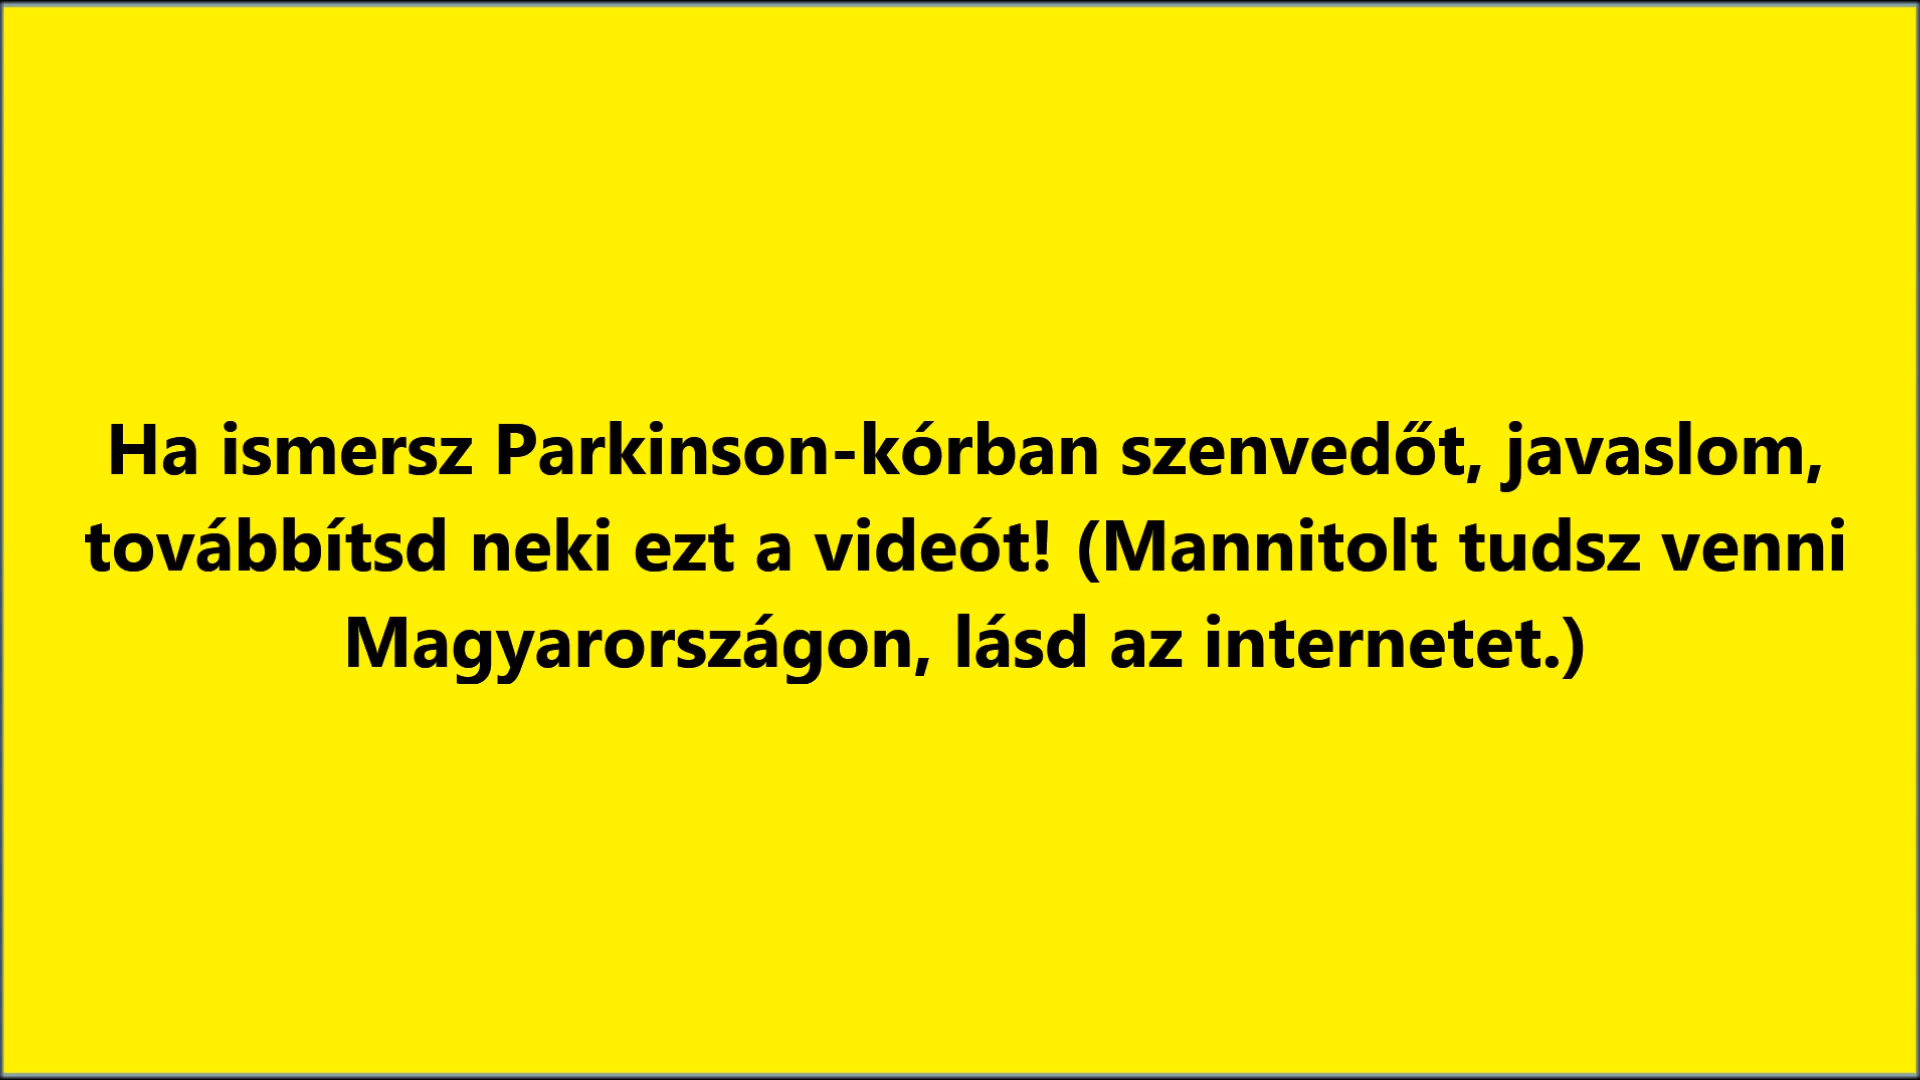 Ha ismersz Parkinson-kórban szenvedőt, javaslom,
továbbítsd neki ezt a videót! (Mannitolt tudsz venni
Magyarországon, lásd az internetet.)